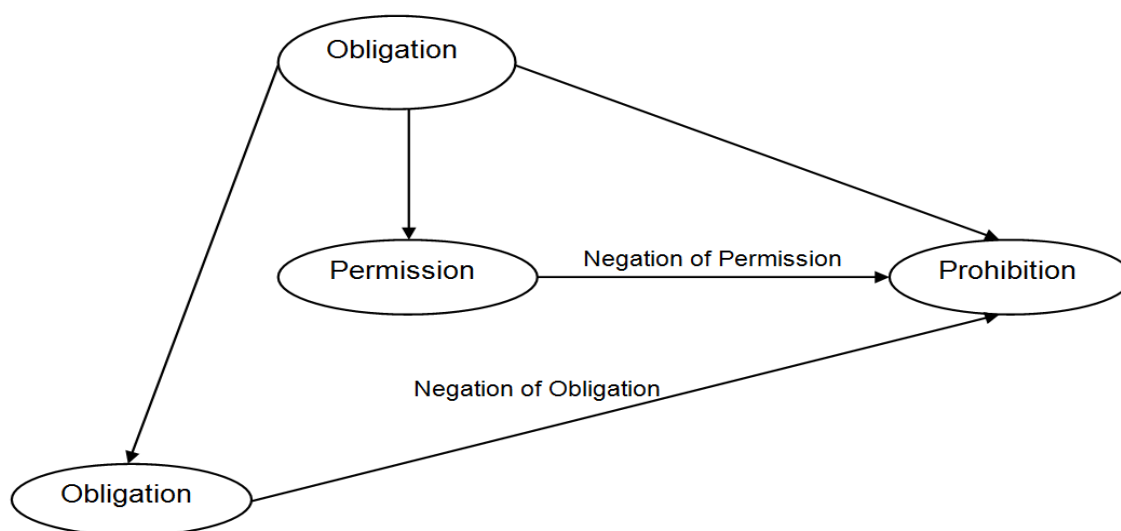 Obligation
Negation of Permission
Permission
Prohibition
Negation of Obligation
Obligation